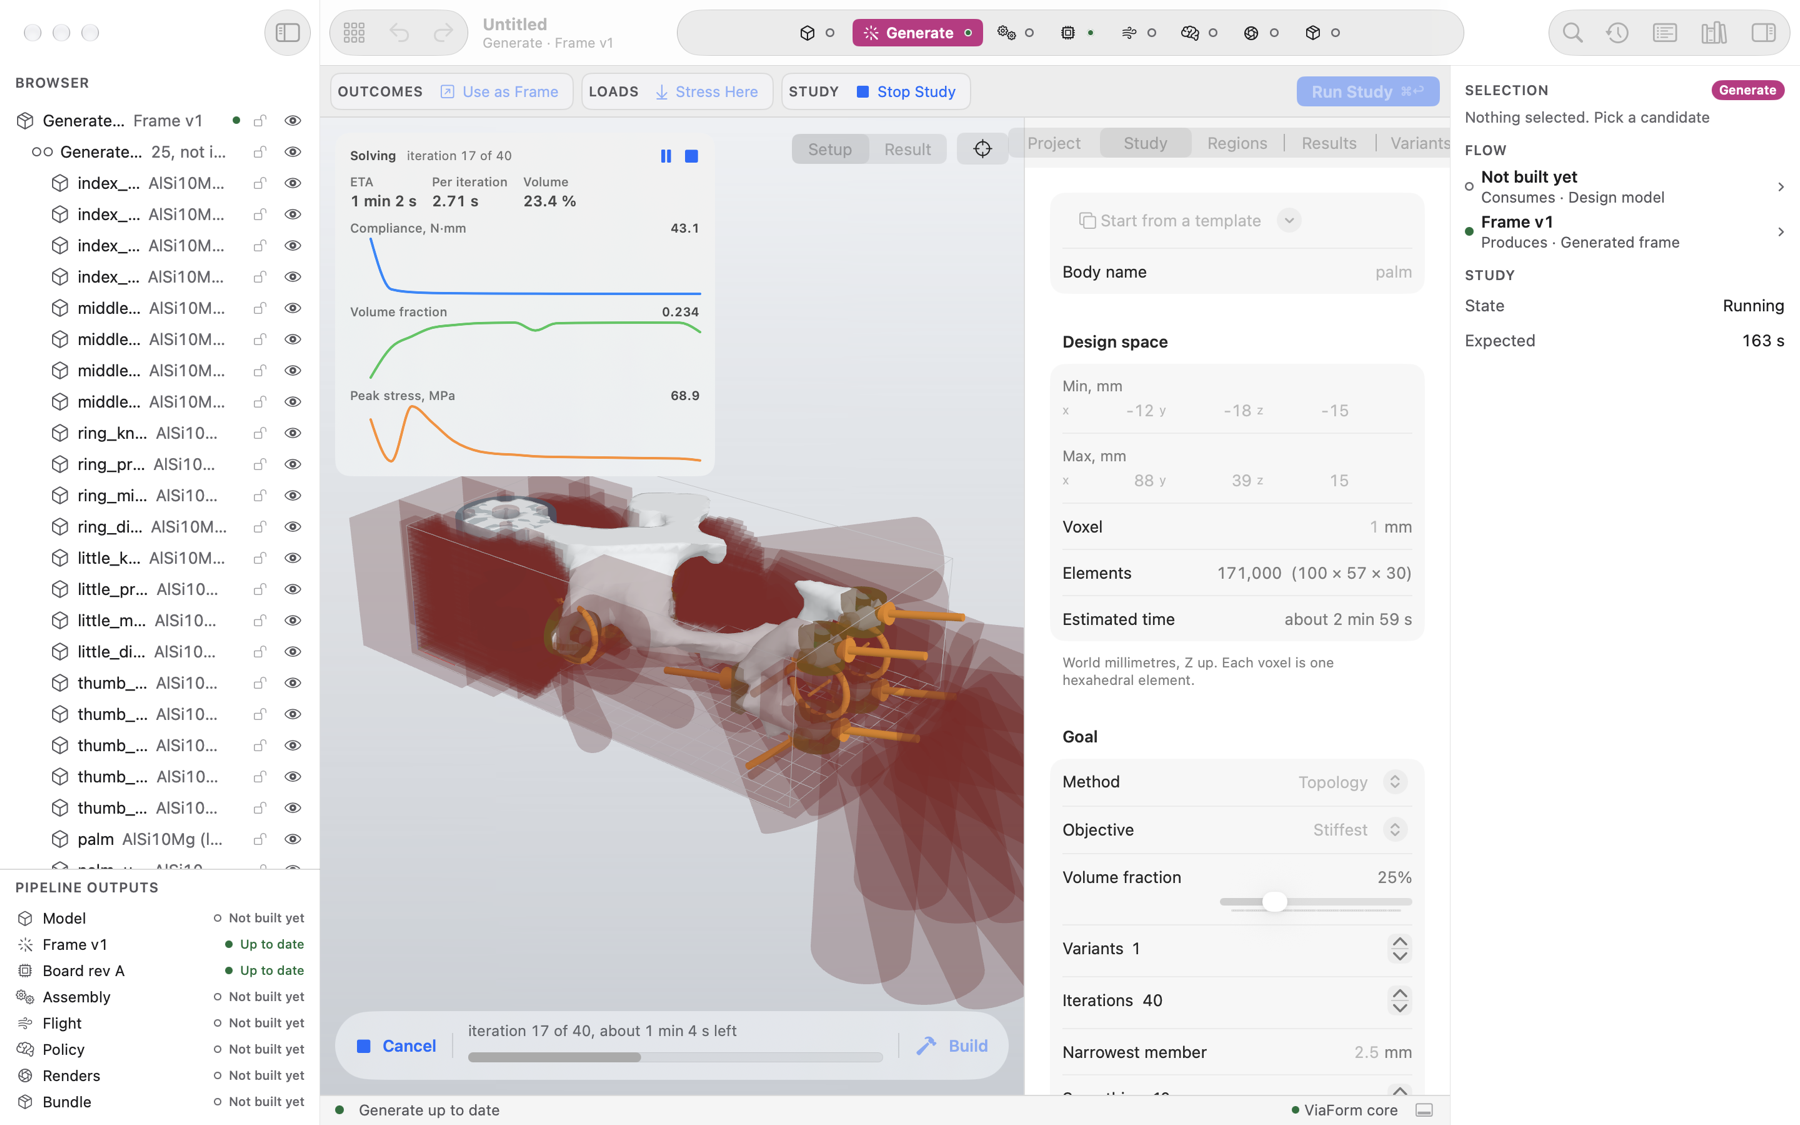 BROWSER
Generate... Frame v1
Generate... 25, not i...
index_... AlSi10M...
index_... AlSi10M...
index_... AlSi10M...
index_... AlSi10M...
middle... AlSi10M...
middle... AlSi10M...
middle... AlSi10M...
middle... AlSi10M...
ring_kn... AlSi10...
ring_pr... AlSi10...
ring_mi... AlSi10...
ring_di... AlSi10M...
little_k... AlSi10M...
little_pr... AlSi10...
little_m... AlSi10...
little_di... AlSi10...
thumb_... AlSi10...
thumb_... AlSi10...
thumb_... AlSi10...
thumb_... AlSi10...
thumb_... AlSi10...
palm AlSi10Mg (l...
PIPELINE OUTPUTS
Model Not built yet
Frame v1 Up to date
Board rev A Up to date
Assembly Not built yet
Flight Not built yet
Policy Not built yet
Renders Not built yet
Bundle Not built yet
Untitled
Generate · Frame v1
Generate
OUTCOMES Use as Frame LOADS Stress Here STUDY Stop Study Run Study ⌘↩
Setup Result
Solving iteration 17 of 40
ETA Per iteration Volume
1 min 2 s 2.71 s 23.4 %
Compliance, N·mm 43.1
Volume fraction 0.234
Peak stress, MPa 68.9
Cancel iteration 17 of 40, about 1 min 4 s left Build
Generate up to date ViaForm core
Project Study Regions Results Variants
Start from a template
Body name palm
Design space
Min, mm
x -12 y -18 z -15
Max, mm
x 88 y 39 z 15
Voxel 1 mm
Elements 171,000 (100 × 57 × 30)
Estimated time about 2 min 59 s
World millimetres, Z up. Each voxel is one
hexahedral element.
Goal
Method Topology
Objective Stiffest
Volume fraction 25%
Variants 1
Iterations 40
Narrowest member 2.5 mm
SELECTION Generate
Nothing selected. Pick a candidate
FLOW
Not built yet
Consumes · Design model
Frame v1
Produces · Generated frame
STUDY
State Running
Expected 163 s